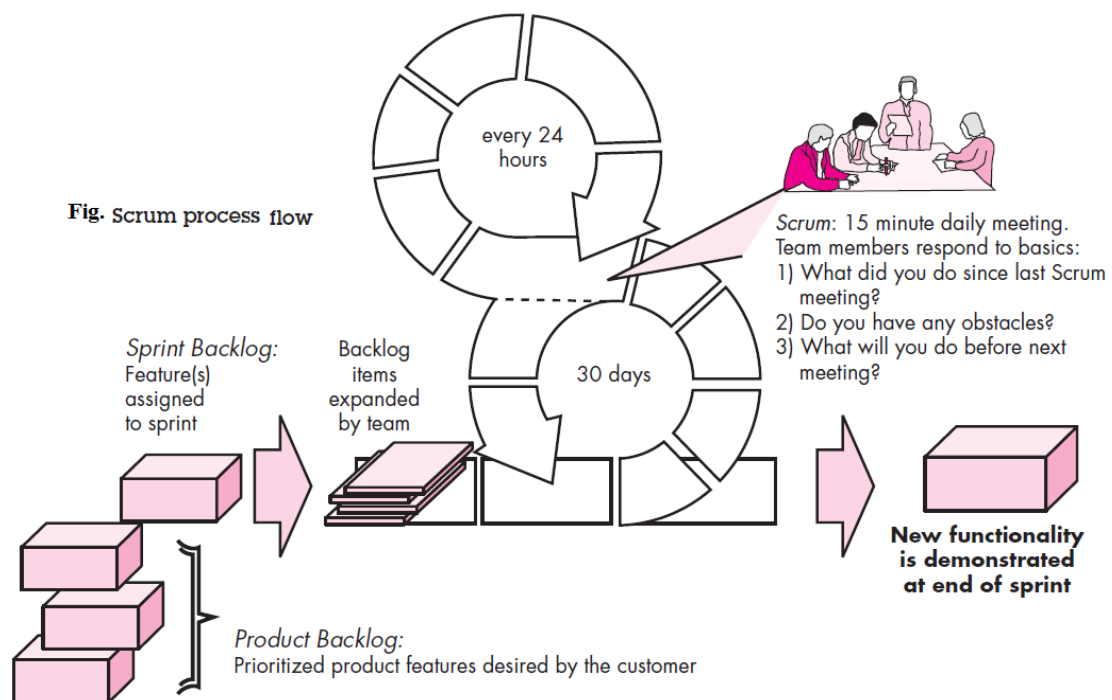 every 24
hours
Fig. Scrum process flow
Scrum: 15 minute daily meeting.
Team members respond to basics:
1) What did you do since last Scrum
meeting?
2) Do you have any obstacles?
3) What will you do before next
meeting?
Sprint Backlog:
Feature(s)
assigned
to sprint
Backlog
items
expanded
by team
30 days
New functionality
is demonstrated
at end of sprint
Product Backlog:
Prioritized product features desired by the customer